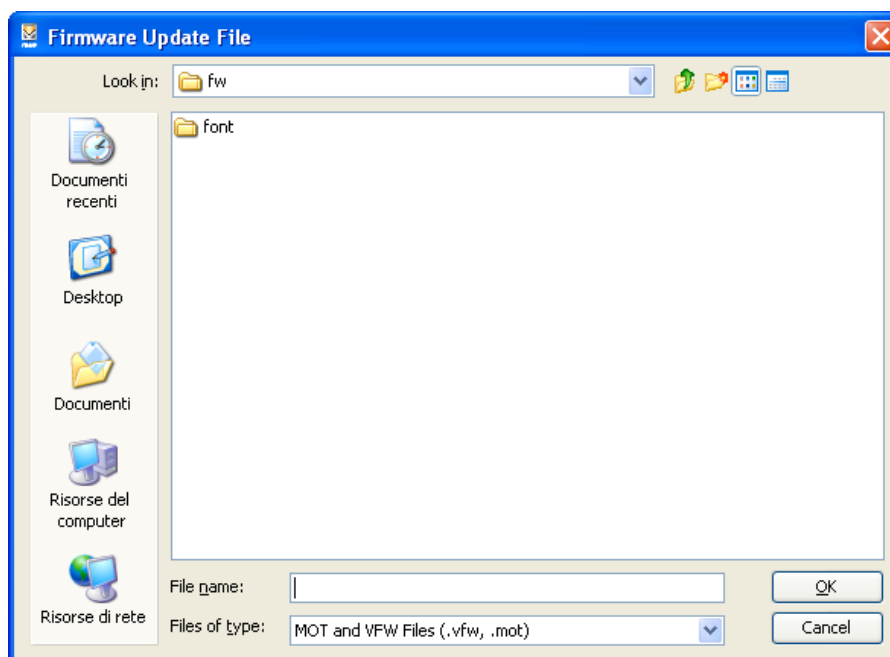 Firmware Update File
Look in:
fw
font
Documenti
recenti
Desktop
Documenti
Risorse del
computer
Risorse di rete
File name:
OK
Files of type:
MOT and VFW Files (.vfw, .mot)
Cancel